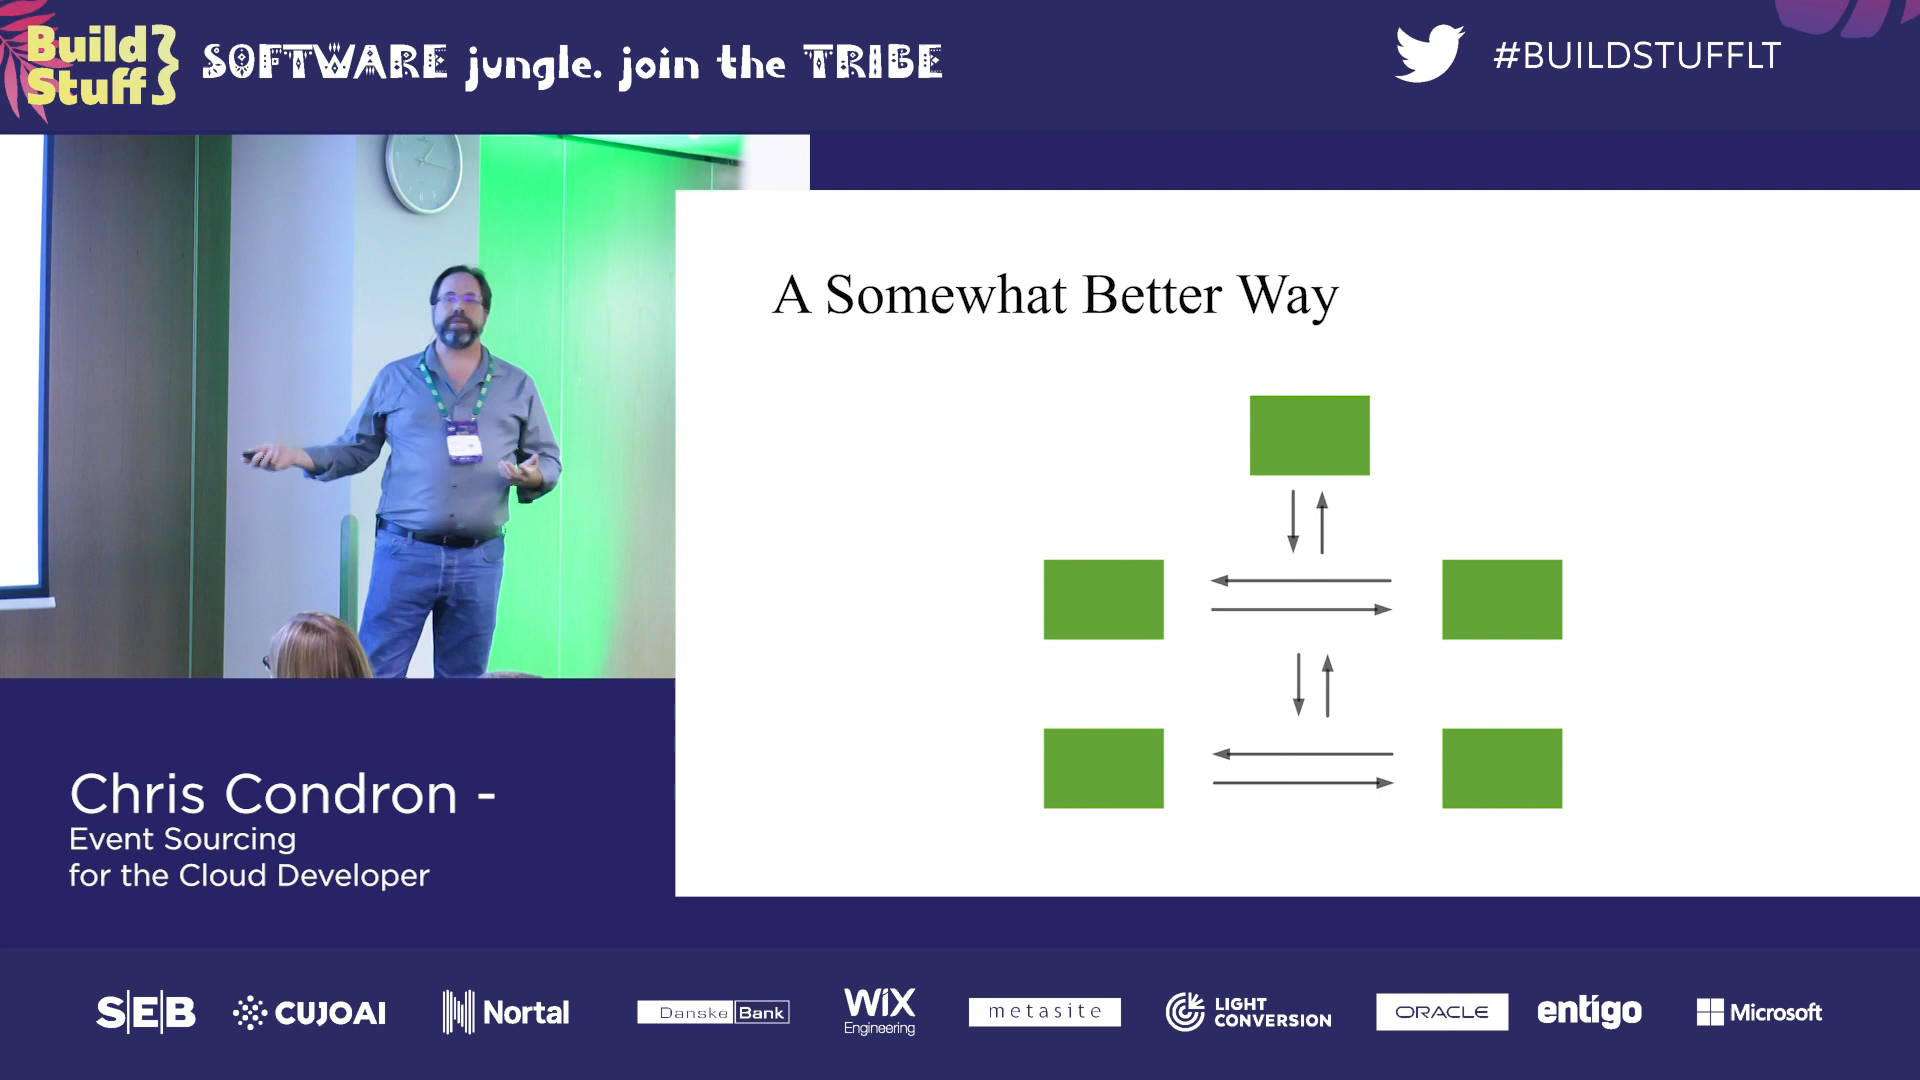 Build
Stuff
SOFTWARE jungle. join the TRIBE
#BUILDSTUFFLT
A Somewhat Better Way
Chris Condron -
Event Sourcing
for the Cloud Developer
S|E|B
CUJOAI
Nortal
Danske Bank
WiX
Engineering
metasite
LIGHT
CONVERSION
ORACLE
entigo
Microsoft